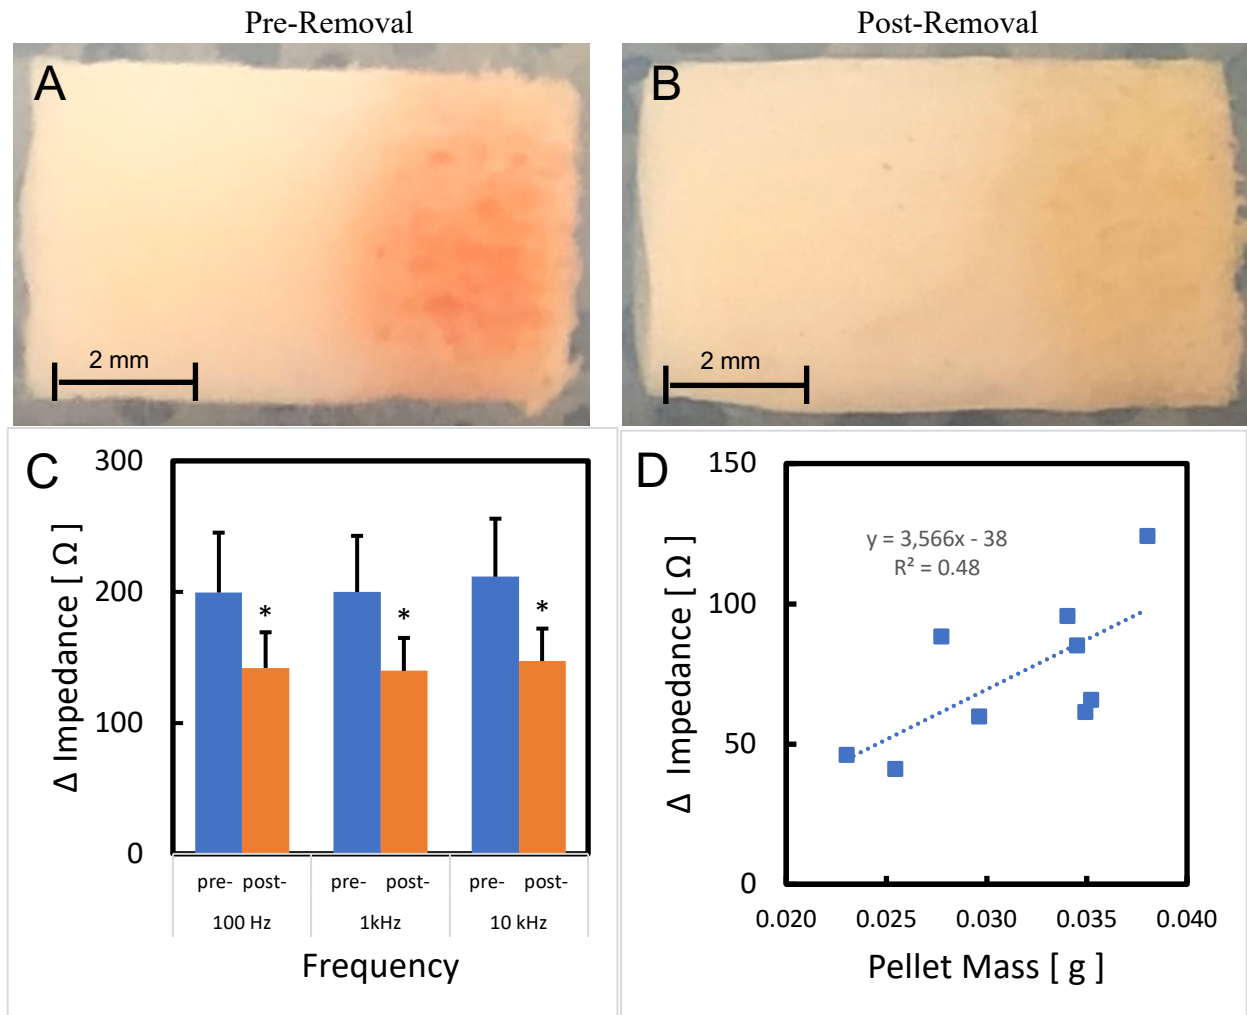 Pre-Removal
Post-Removal
A
B
2 mm
2 mm
C
Δ Impedance [ Ω ]
300
200
100
0
*
*
*
pre- post- pre- post- pre- post-
100 Hz 1kHz 10 kHz
Frequency
D
Δ Impedance [ Ω ]
150
100
50
0
y = 3,566x - 38
R² = 0.48
0.020 0.025 0.030 0.035 0.040
Pellet Mass [ g ]